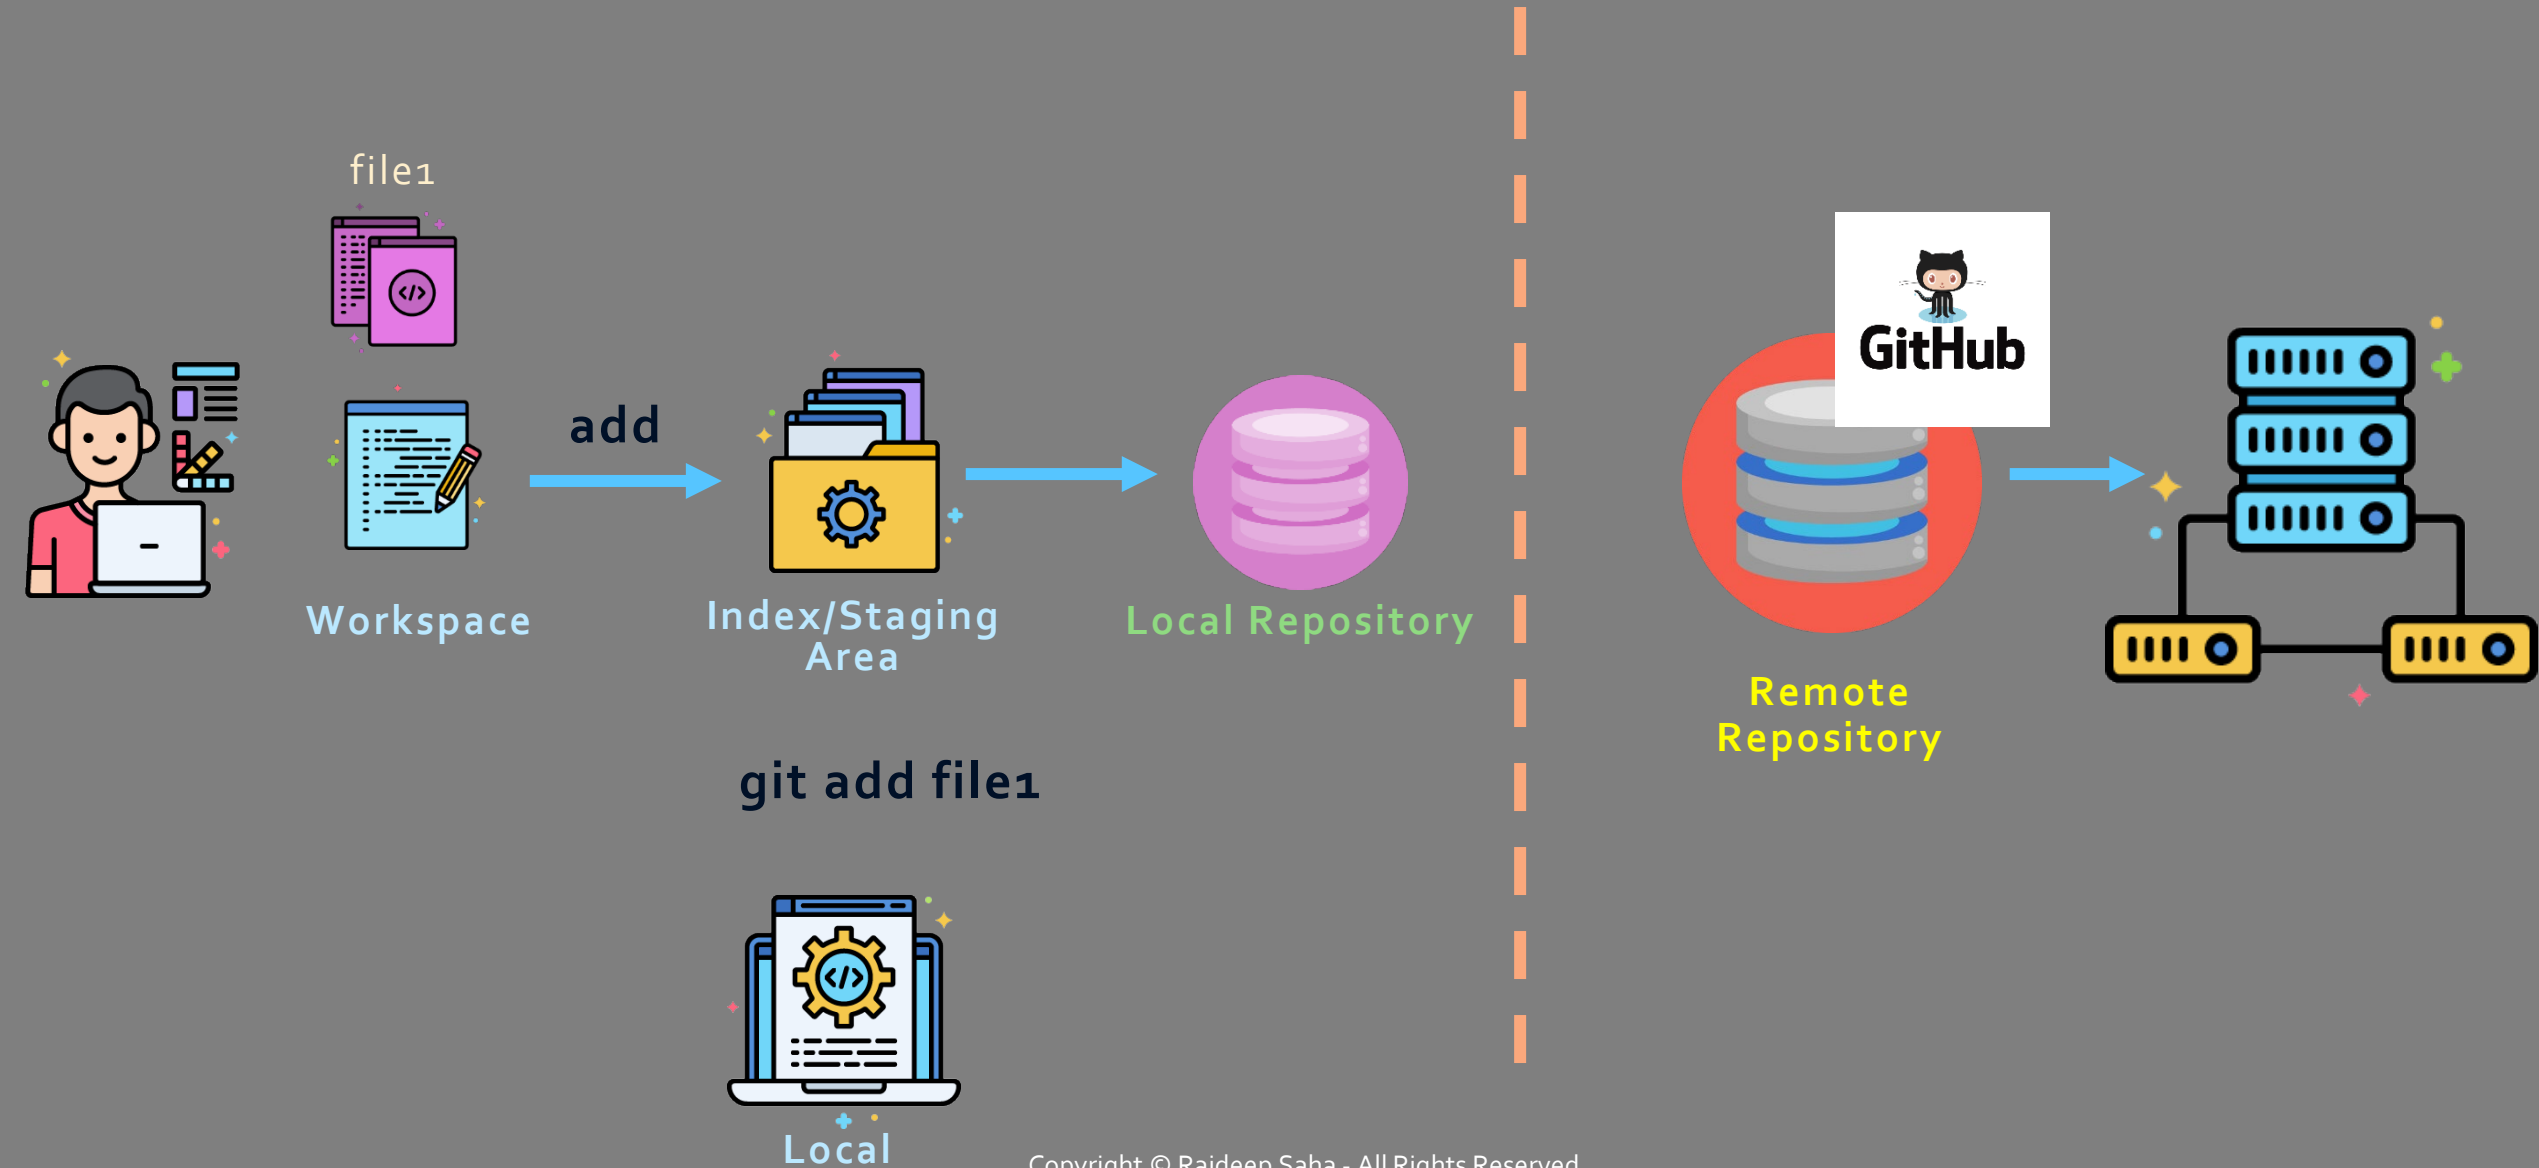 file1
GitHub
add
Workspace
Index/Staging
Area
Local Repository
Remote
Repository
git add file1
Local
Copyright © Rajdeep Saha - All Rights Reserved